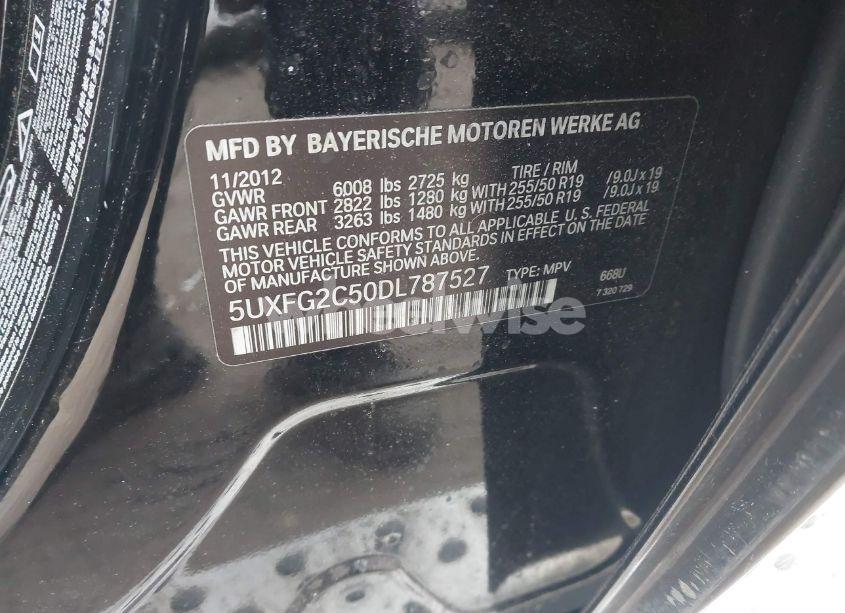 MFD BY BAYERISCHE MOTOREN WERKE AG
11/2012 TIRE / RIM
GVWR 6008 lbs 2725 kg
GAWR FRONT 2822 lbs 1280 kg WITH 255/50 R19 /9.0J x 19
GAWR REAR 3263 lbs 1480 kg WITH 255/50 R19 /9.0J x 19
THIS VEHICLE CONFORMS TO ALL APPLICABLE U. S. FEDERAL
MOTOR VEHICLE SAFETY STANDARDS IN EFFECT ON THE DATE
OF MANUFACTURE SHOWN ABOVE.
5UXFG2C50DL787527 TYPE: MPV 668U
7 320 729